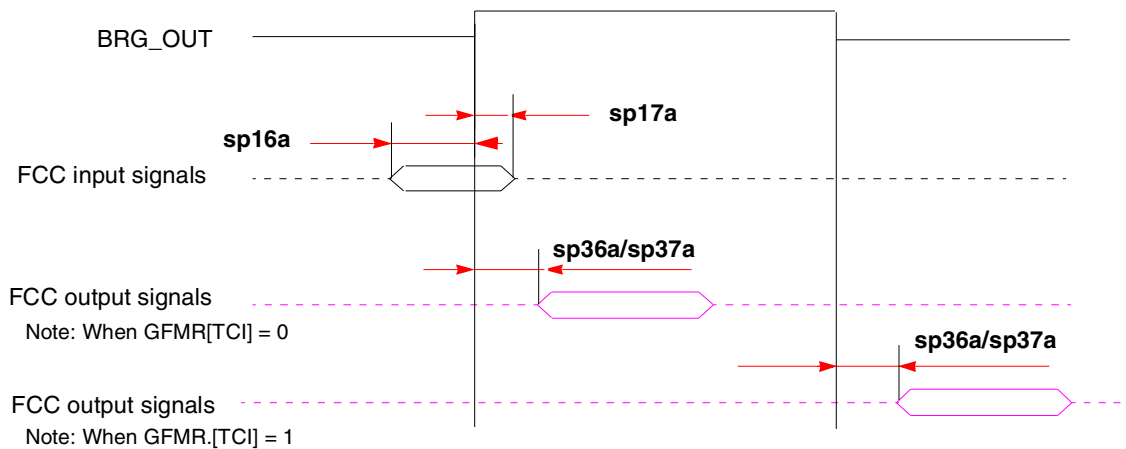 BRG_OUT
sp17a
sp16a
FCC input signals
sp36a/sp37a
FCC output signals
Note: When GFMR[TCI] = 0
sp36a/sp37a
FCC output signals
Note: When GFMR.[TCI] = 1